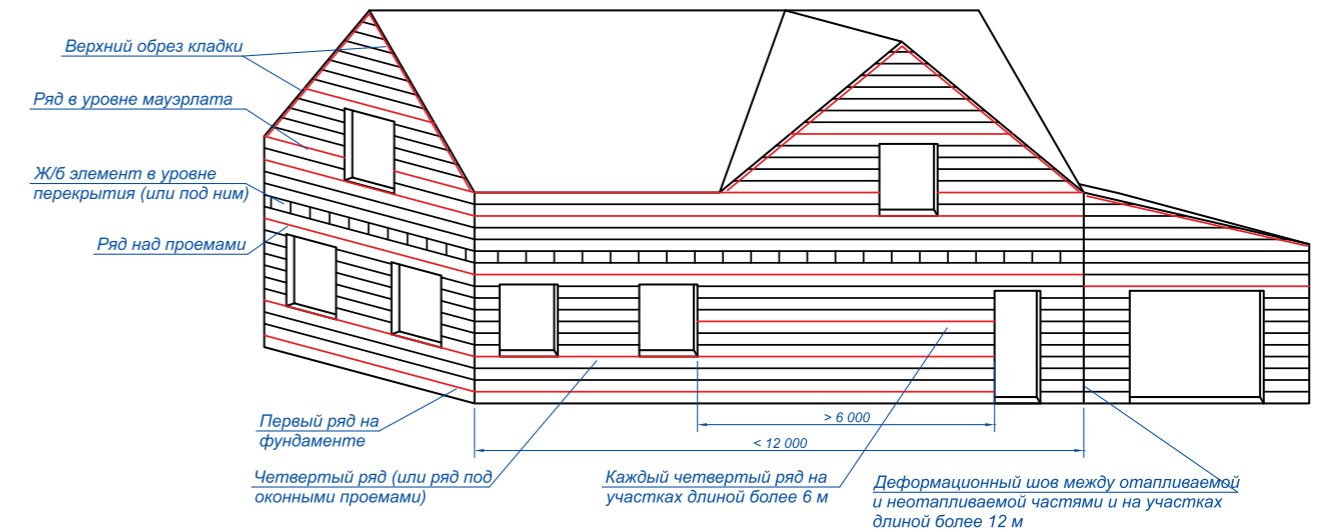 Верхний обрез кладки
Ряд в уровне мауэрлата
Ж/б элемент в уровне
перекрытия (или под ним)
Ряд над проемами
Первый ряд на
фундаменте
> 6 000
< 12 000
Четвертый ряд (или ряд под
оконными проемами)
Каждый четвертый ряд на
участках длиной более 6 м
Деформационный шов между отапливаемой
и неотапливаемой частями и на участках
длиной более 12 м